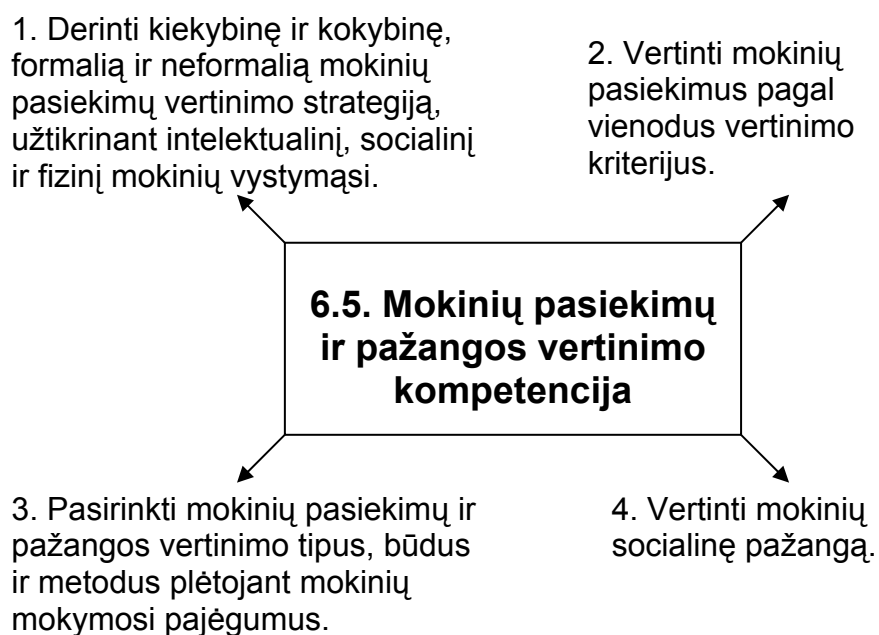 1. Derinti kiekybinę ir kokybinę,
formalią ir neformalią mokinių
pasiekimų vertinimo strategiją,
užtikrinant intelektualinį, socialinį
ir fizinį mokinių vystymąsi.
2. Vertinti mokinių
pasiekimus pagal
vienodus vertinimo
kriterijus.
6.5. Mokinių pasiekimų
ir pažangos vertinimo
kompetencija
3. Pasirinkti mokinių pasiekimų ir
pažangos vertinimo tipus, būdus
ir metodus plėtojant mokinių
mokymosi pajėgumus.
4. Vertinti mokinių
socialinę pažangą.